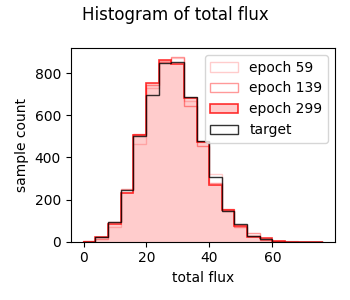 Histogram of total flux
sample count
800
600
400
200
0
epoch 59
epoch 139
epoch 299
target
0 20 40 60
total flux